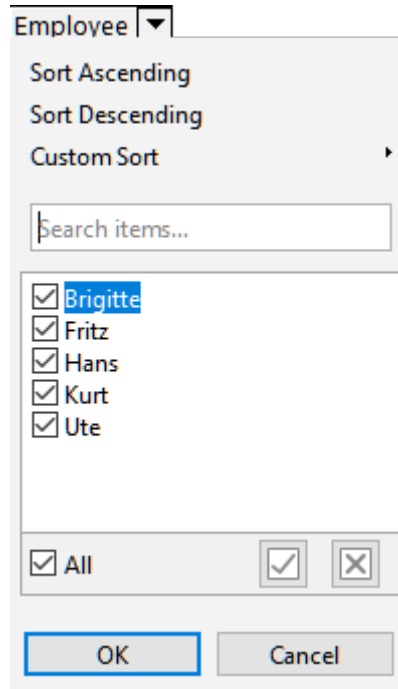 Employee
Sort Ascending
Sort Descending
Custom Sort
Search items...
Brigitte
Fritz
Hans
Kurt
Ute
All
OK Cancel